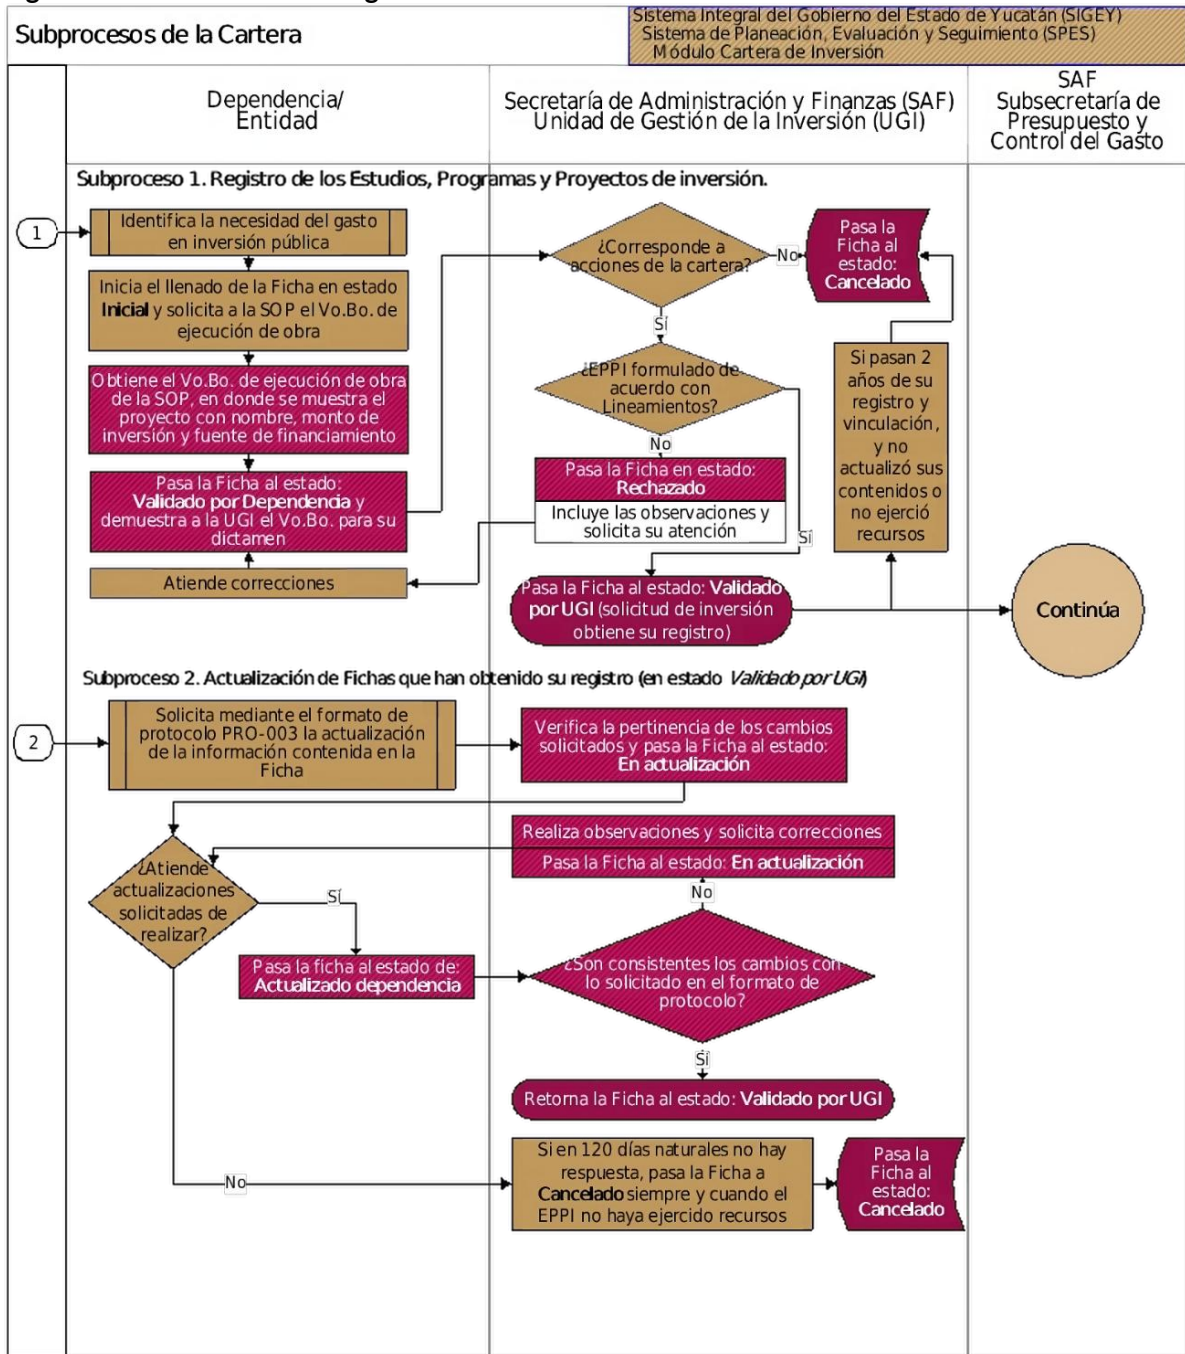 Subprocesos de la Cartera
Sistema Integral del Gobierno del Estado de Yucatán (SIGEY)
Sistema de Planeación, Evaluación y Seguimiento (SPES)
Módulo Cartera de Inversión
Dependencia/
Entidad
Secretaría de Administración y Finanzas (SAF)
Unidad de Gestión de la Inversión (UGI)
SAF
Subsecretaría de
Presupuesto y
Control del Gasto
Subproceso 1. Registro de los Estudios, Programas y Proyectos de inversión.
1
Identifica la necesidad del gasto
en inversión pública
Inicia el llenado de la Ficha en estado
Inicial y solicita a la SOP el Vo.Bo. de
ejecución de obra
Obtiene el Vo.Bo. de ejecución de obra
de la SOP, en donde se muestra el
proyecto con nombre, monto de
inversión y fuente de financiamiento
Pasa la Ficha al estado:
Validado por Dependencia y
demuestra a la UGI el Vo.Bo. para su
dictamen
Atiende correcciones
¿Corresponde a
acciones de la cartera?
No
Pasa la
Ficha al
estado:
Cancelado
Sí
¿EPPI formulado de
acuerdo con
Lineamientos?
No
Pasa la Ficha en estado:
Rechazado
Incluye las observaciones y
solicita su atención
Sí
Pasa la Ficha al estado: Validado
por UGI (solicitud de inversión
obtiene su registro)
Si pasan 2
años de su
registro y
vinculación,
y no
actualizó sus
contenidos o
no ejerció
recursos
Continúa
Subproceso 2. Actualización de Fichas que han obtenido su registro (en estado Validado por UGI)
2
Solicita mediante el formato de
protocolo PRO-003 la actualización
de la información contenida en la
Ficha
Verifica la pertinencia de los cambios
solicitados y pasa la Ficha al estado:
En actualización
Realiza observaciones y solicita correcciones
Pasa la Ficha al estado: En actualización
¿Atiende
actualizaciones
solicitadas de
realizar?
Sí
Pasa la ficha al estado de:
Actualizado dependencia
No
¿Son consistentes los cambios con
lo solicitado en el formato de
protocolo?
Sí
Retorna la Ficha al estado: Validado por UGI
No
Si en 120 días naturales no hay
respuesta, pasa la Ficha a
Cancelado siempre y cuando el
EPPI no haya ejercido recursos
Pasa la
Ficha al
estado:
Cancelado